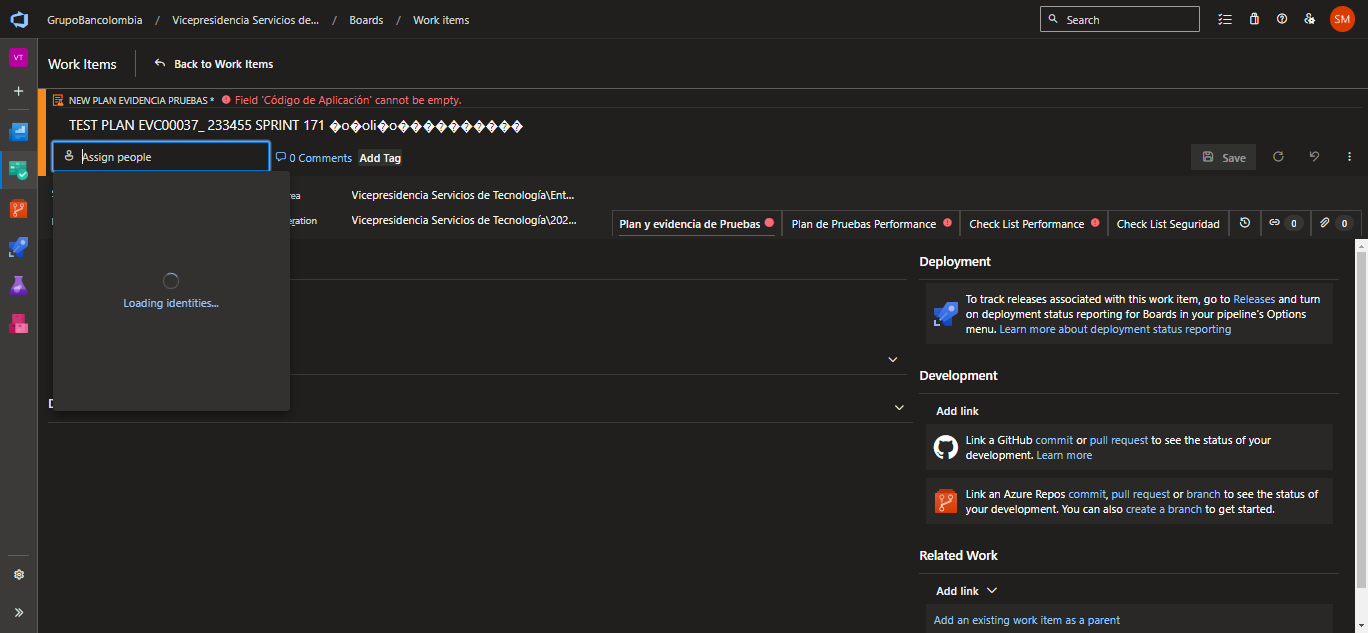 GrupoBancolombia / Vicepresidencia Servicios de... / Boards / Work items
Search
SM
VT
Work Items
Back to Work Items
NEW PLAN EVIDENCIA PRUEBAS * Field 'Código de Aplicación' cannot be empty.
TEST PLAN EVC00037_ 233455 SPRINT 171 �o�oli�o����������
Assign people
0 Comments
Add Tag
Save
Vicepresidencia Servicios de Tecnología\Ent...
Vicepresidencia Servicios de Tecnología\202...
Plan y evidencia de Pruebas
Plan de Pruebas Performance
Check List Performance
Check List Seguridad
0
0
Loading identities...
Deployment
To track releases associated with this work item, go to Releases and turn
on deployment status reporting for Boards in your pipeline's Options
menu. Learn more about deployment status reporting
Development
Add link
Link a GitHub commit or pull request to see the status of your
development. Learn more
Link an Azure Repos commit, pull request or branch to see the status of
your development. You can also create a branch to get started.
Related Work
Add link
Add an existing work item as a parent